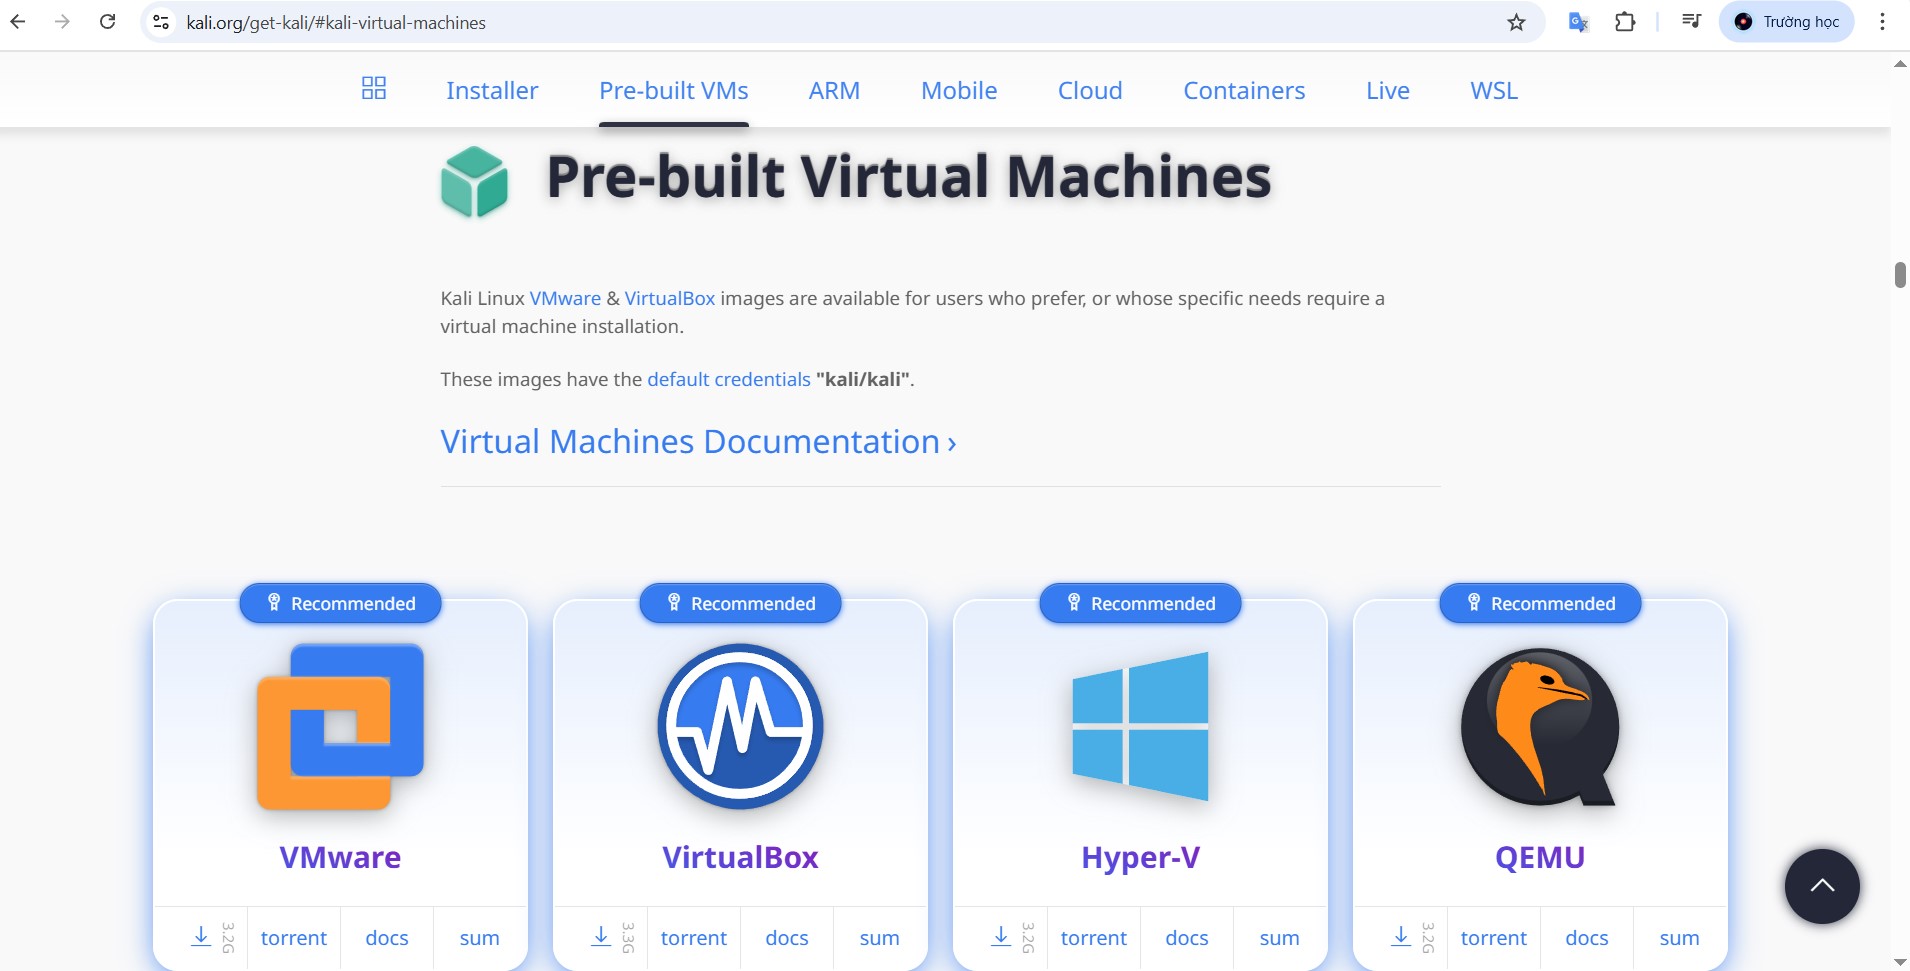 kali.org/get-kali/#kali-virtual-machines
Trường học
Installer Pre-built VMs ARM Mobile Cloud Containers Live WSL
Pre-built Virtual Machines
Kali Linux VMware & VirtualBox images are available for users who prefer, or whose specific needs require a
virtual machine installation.
These images have the default credentials "kali/kali".
Virtual Machines Documentation ›
Recommended Recommended Recommended Recommended
VMware VirtualBox Hyper-V QEMU
3.2G torrent docs sum 3.3G torrent docs sum 3.2G torrent docs sum 3.2G torrent docs sum